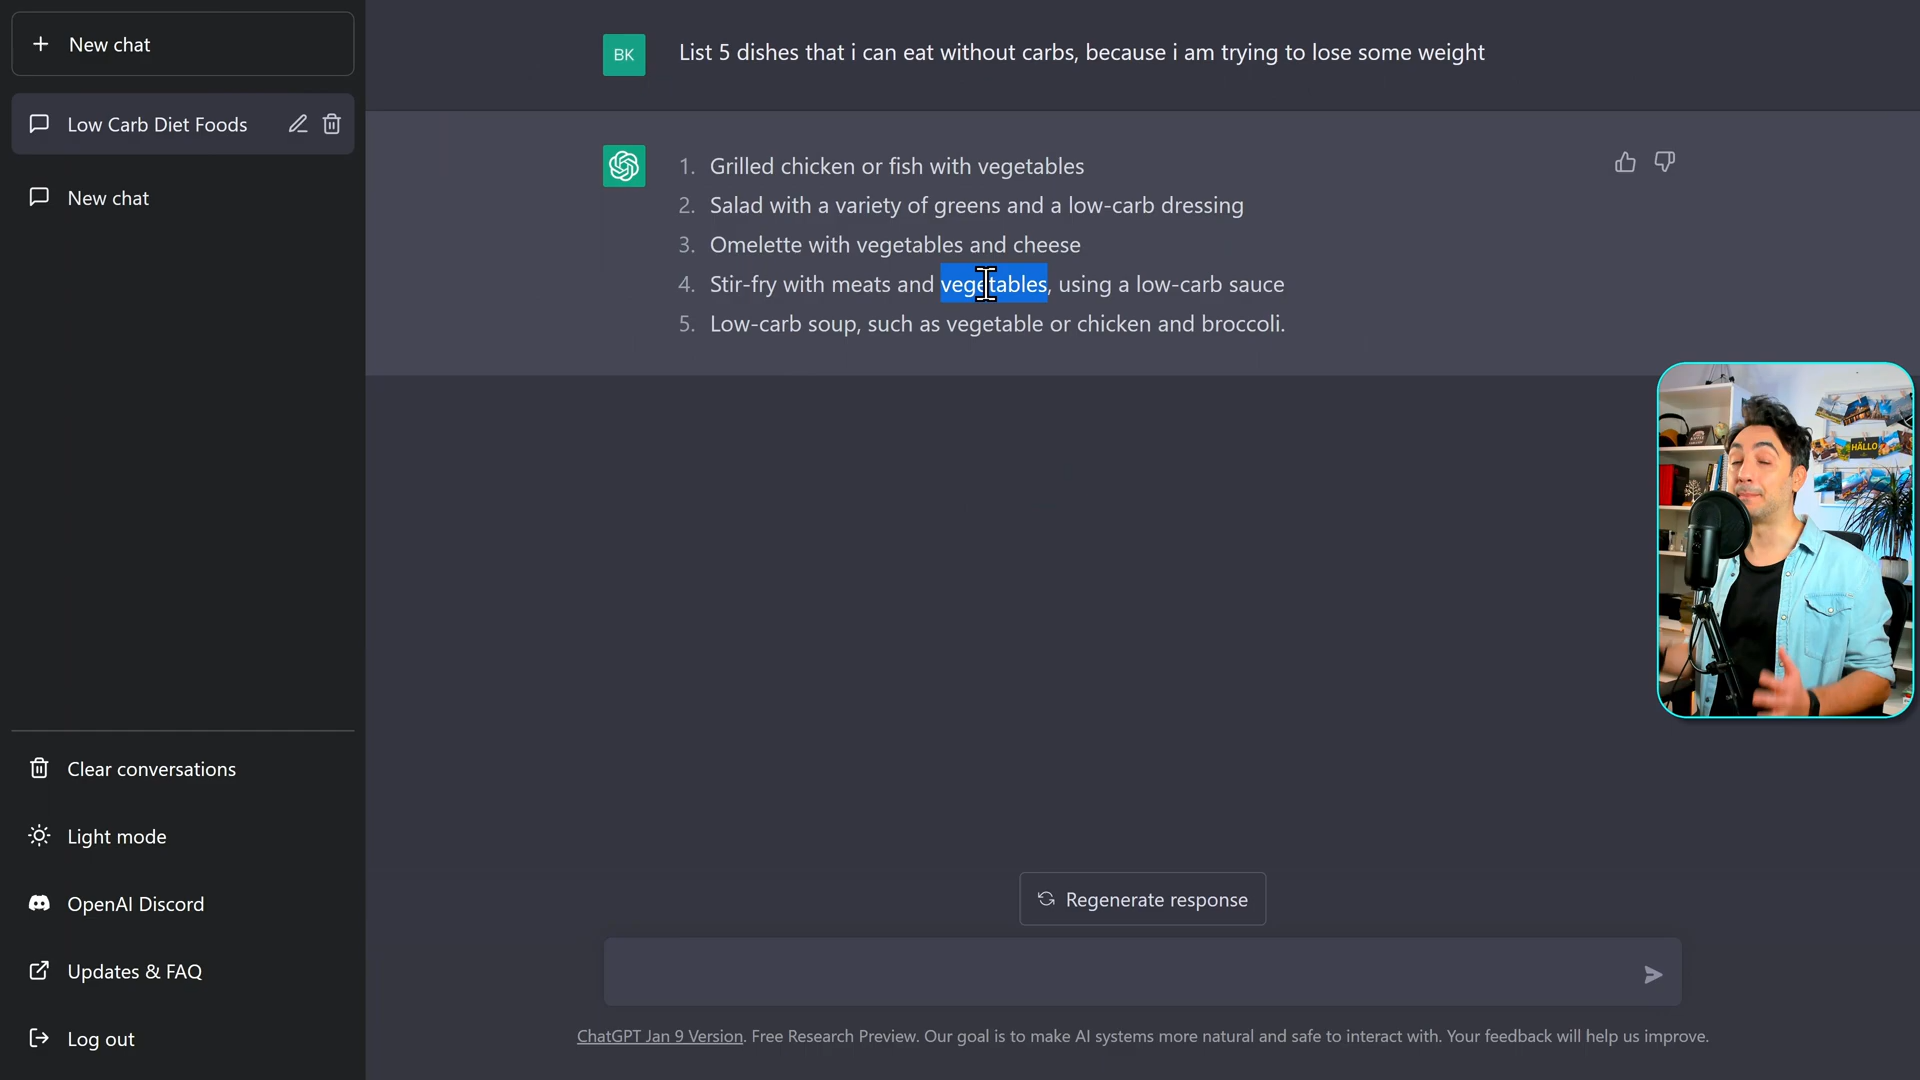 New chat
Low Carb Diet Foods
New chat
Clear conversations
Light mode
OpenAI Discord
Updates & FAQ
Log out
BK
List 5 dishes that i can eat without carbs, because i am trying to lose some weight
1. Grilled chicken or fish with vegetables
2. Salad with a variety of greens and a low-carb dressing
3. Omelette with vegetables and cheese
4. Stir-fry with meats and vegetables, using a low-carb sauce
5. Low-carb soup, such as vegetable or chicken and broccoli.
HALLO
Regenerate response
ChatGPT Jan 9 Version. Free Research Preview. Our goal is to make AI systems more natural and safe to interact with. Your feedback will help us improve.